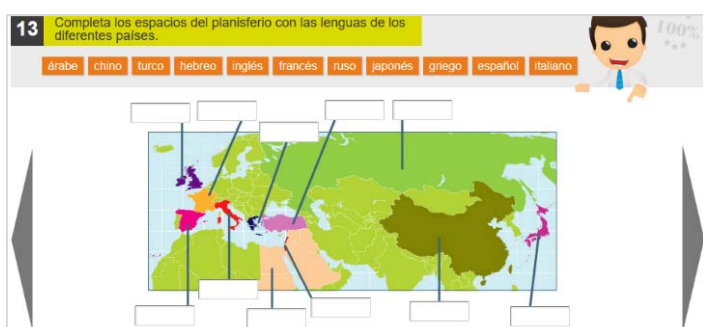 13
Completa los espacios del planisferio con las lenguas de los
diferentes países.
100%
árabe chino turco hebreo inglés francés ruso japonés griego español italiano